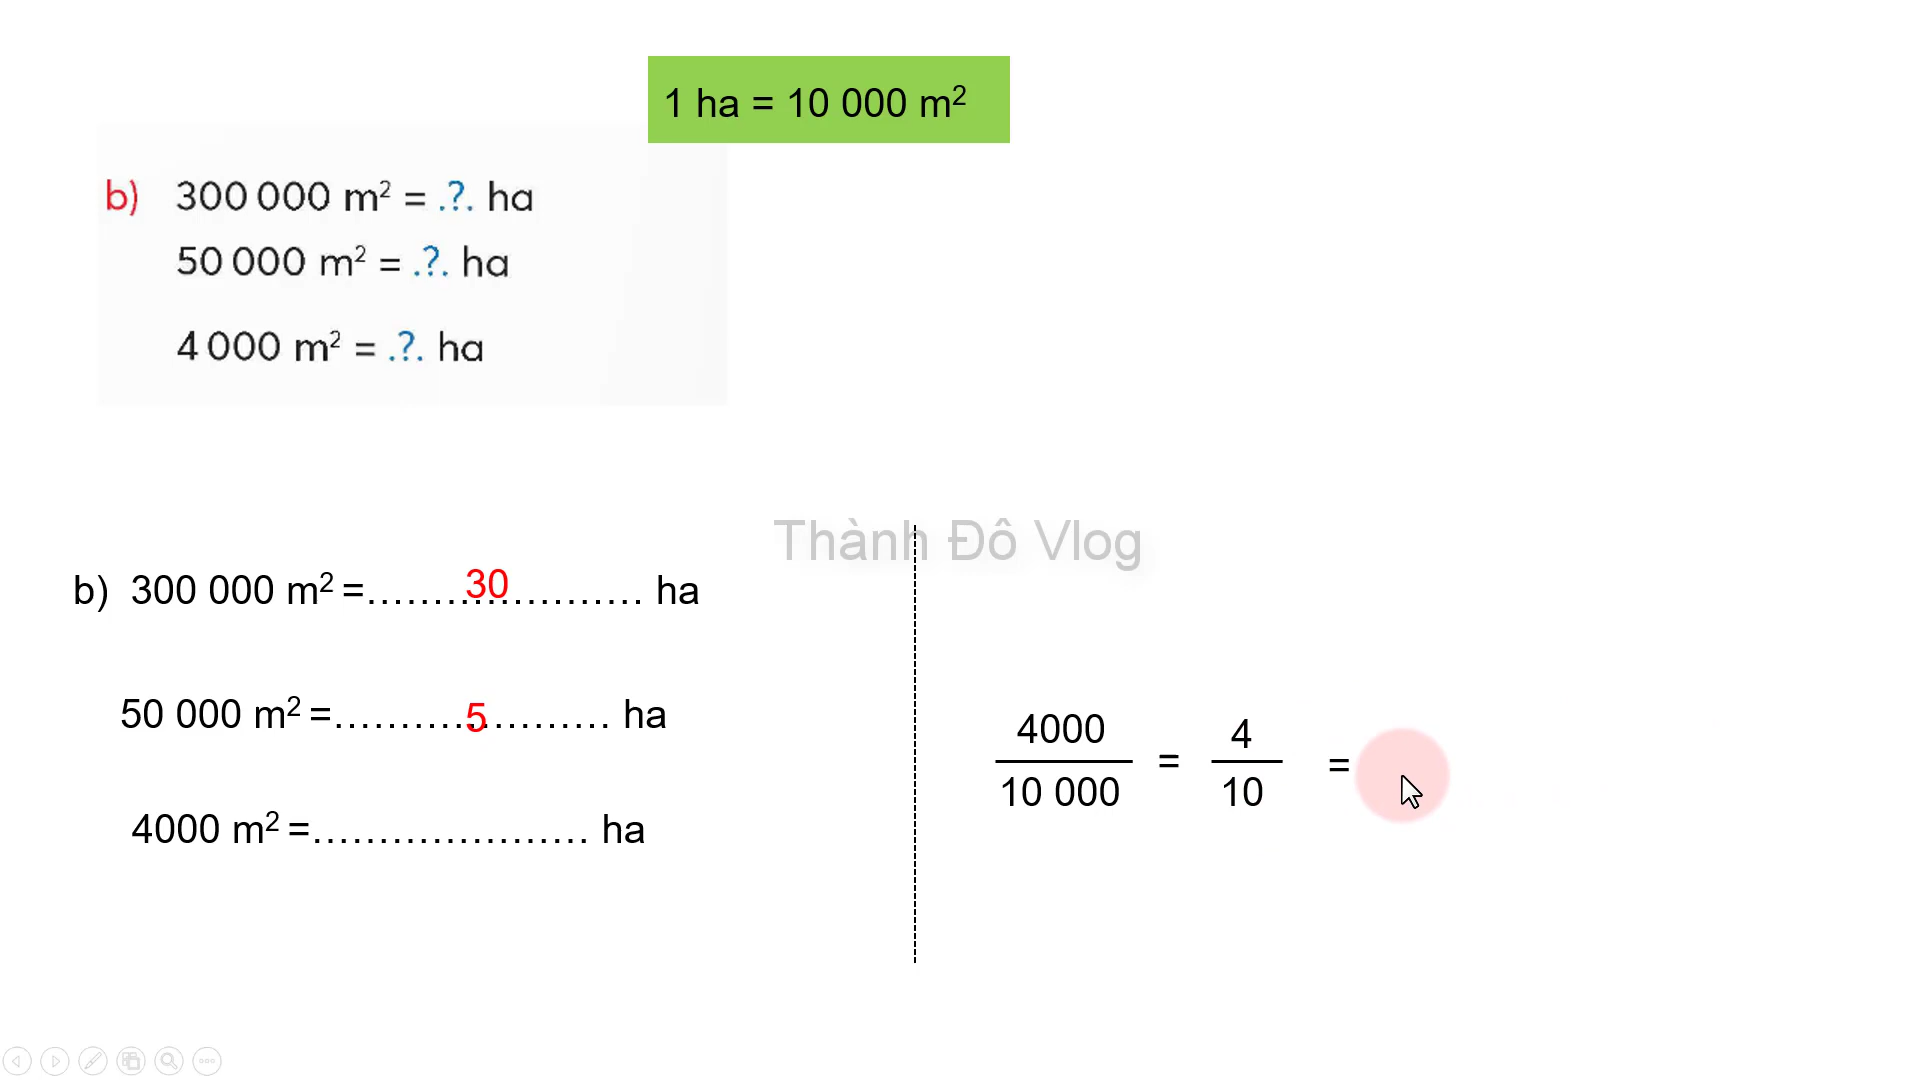 1 ha = 10 000 m²
b) 300 000 m² = .?. ha
50 000 m² = .?. ha
4 000 m² = .?. ha
Thành Đô Vlog
b) 300 000 m² =…………………… 30 ha
50 000 m² =…………………… 5 ha
4000 m² =…………………… ha
4000/10 000 = 4/10 =